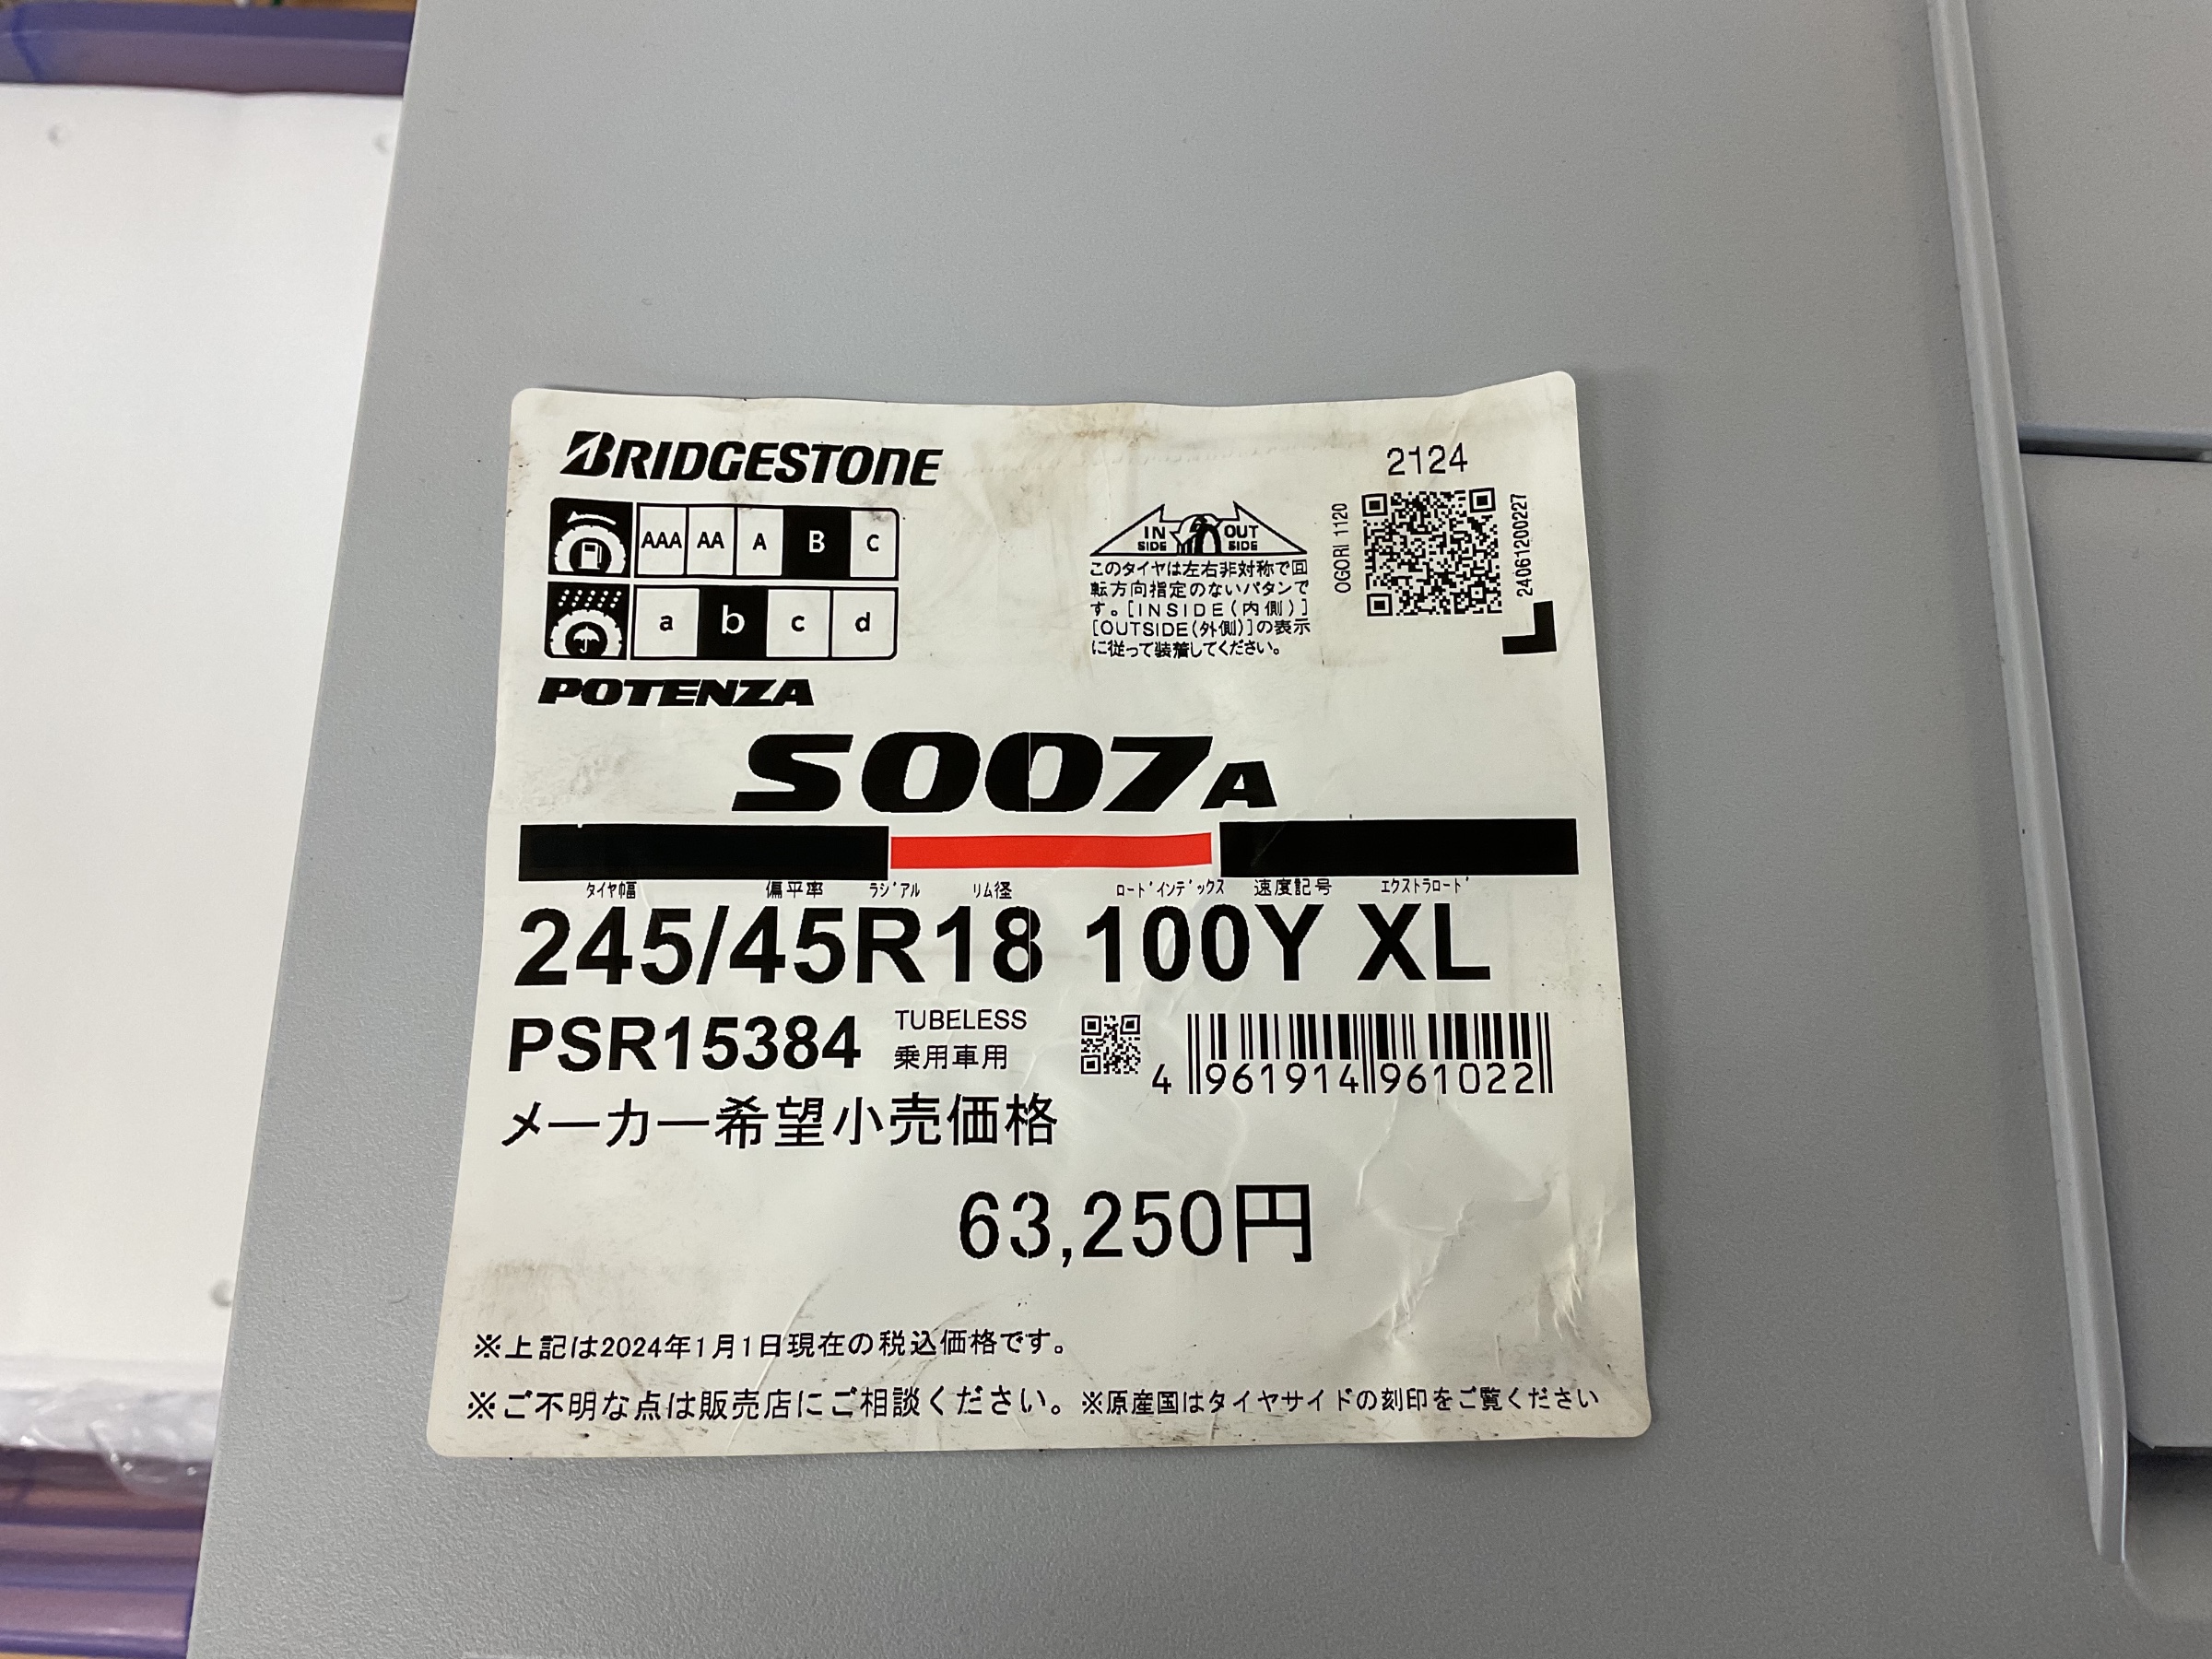 BRIDGESTONE
AAA AA A B C
a b c d
POTENZA
IN SIDE OUT SIDE
このタイヤは左右非対称で回
転方向指定のないパタンで
す。[INSIDE(内側)]
[OUTSIDE(外側)]の表示
に従って装着してください。
2124
OGORI 1120
2406120D0227
L
S007A
タイヤ幅 偏平率 ラジアル リム径 ロードインデックス 速度記号 エクストラロード
245/45R18 100Y XL
PSR15384
TUBELESS
乗用車用
4 961914 961022
メーカー希望小売価格
63,250円
※上記は2024年1月1日現在の税込価格です。
※ご不明な点は販売店にご相談ください。※原産国はタイヤサイドの刻印をご覧ください